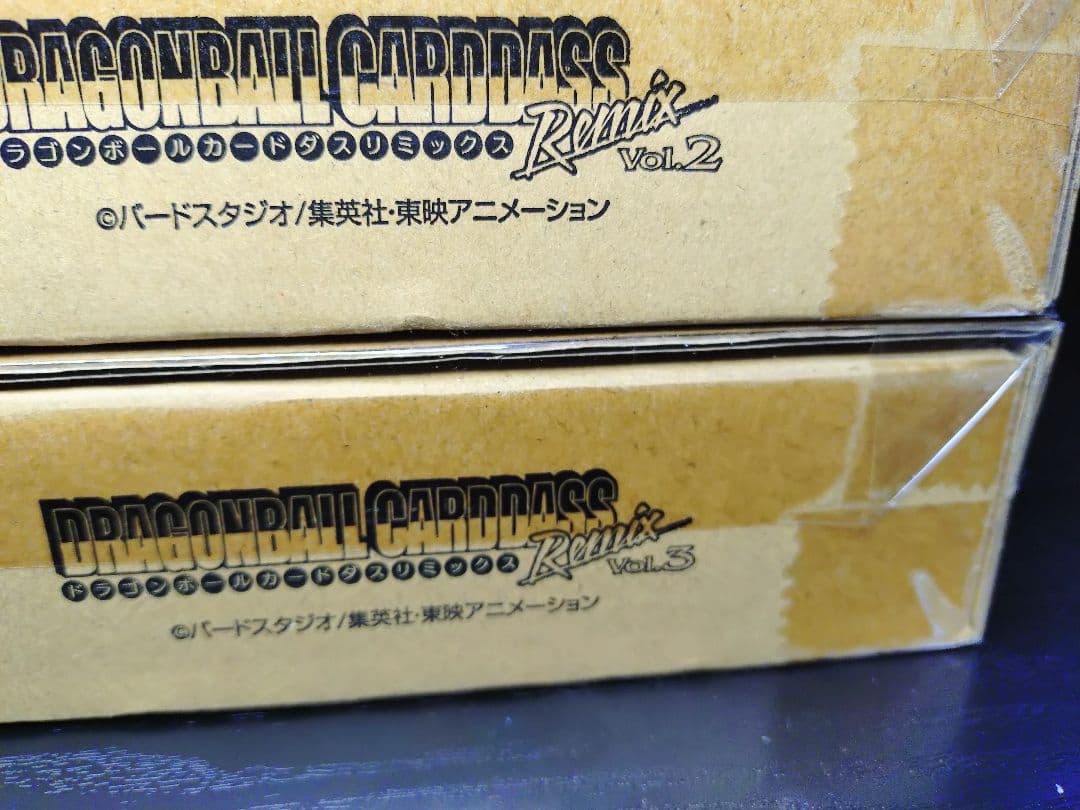 DRAGONBALL CARDDASS
Remix Vol.2
ラゴンボールカードダスリミックス
©バードスタジオ/集英社・東映アニメーション
DRAGONBALL CARDDASS
Remix Vol.3
ドラゴンボールカードダスリミックス
©バードスタジオ/集英社・東映アニメーション